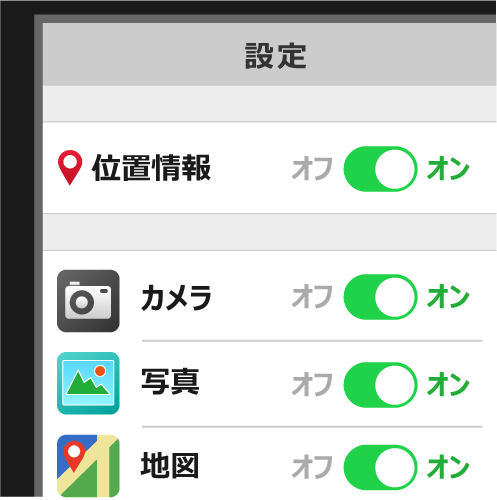 設定
位置情報 オフ オン
カメラ オフ オン
写真 オフ オン
地図 オフ オン